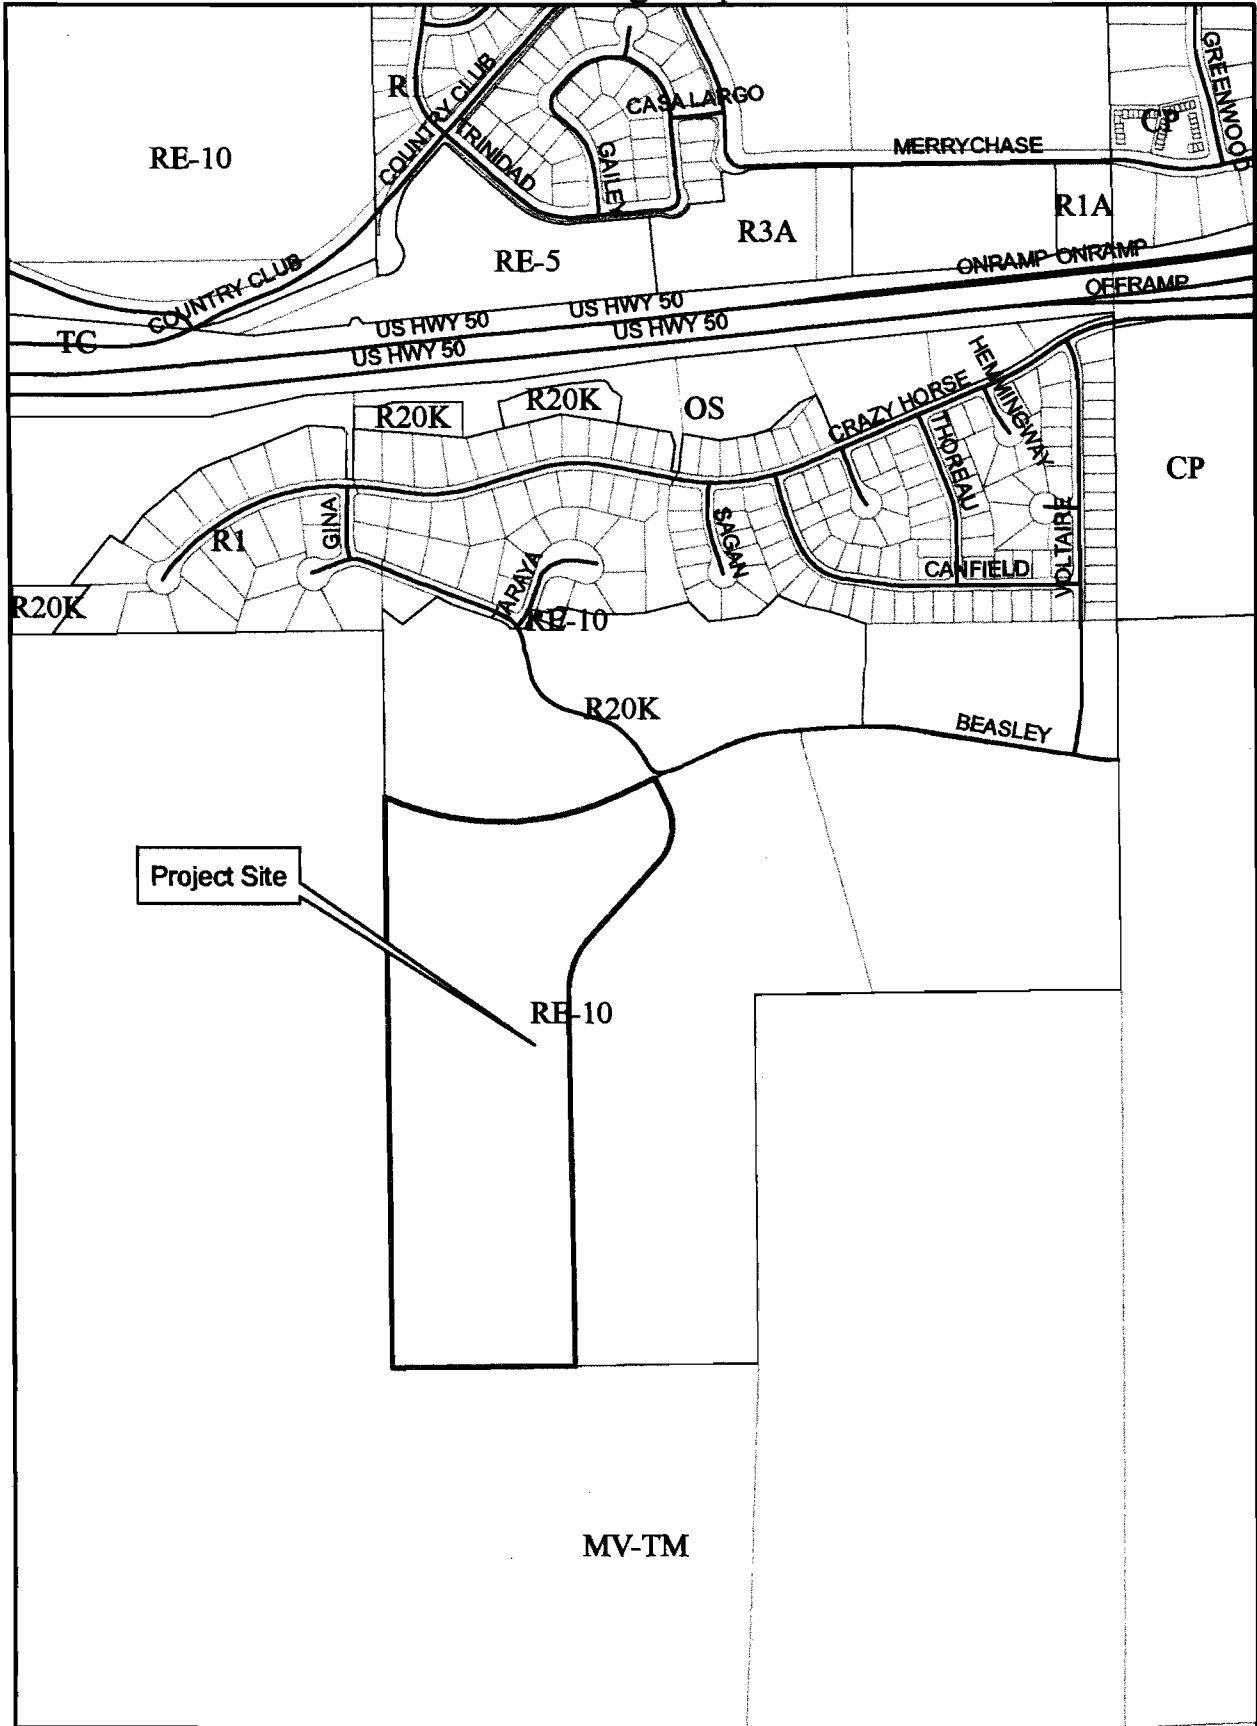 GREENWOOD
R1
COUNTRY CLUB
CASA LARGO
CP
TRINIDAD
GAILEY
MERRYCHASE
RE-10
R1A
R3A
RE-5
ONRAMP ONRAMP
COUNTRY CLUB
OFFRAMP
US HWY 50
US HWY 50
US HWY 50
US HWY 50
TC
HEMMINGWAY
CRAZY HORSE
R20K
R20K
OS
THOREAU
CP
GINA
R1
SAGAN
VOLTAIRE
CANFIELD
TARAYA
R20K
RE-10
R20K
BEASLEY
Project Site
RE-10
MV-TM